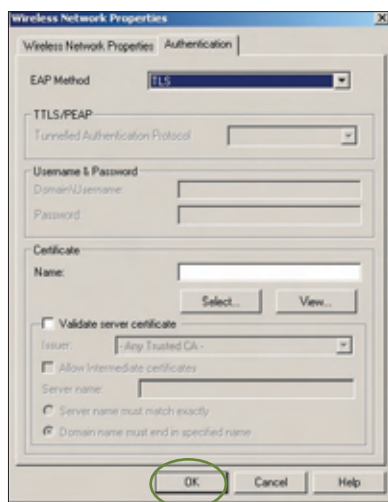 Wireless Network Properties
Wireless Network Properties Authentication
EAP Method TLS
TTLS/PEAP
Tunnelled Authentication Protocol
Username & Password
Domain\Username:
Password:
Certificate
Name:
Select... View...
Validate server certificate
Issuer: - Any Trusted CA -
Allow Intermediate certificates
Server name:
Server name must match exactly
Domain name must end in specified name
OK Cancel Help